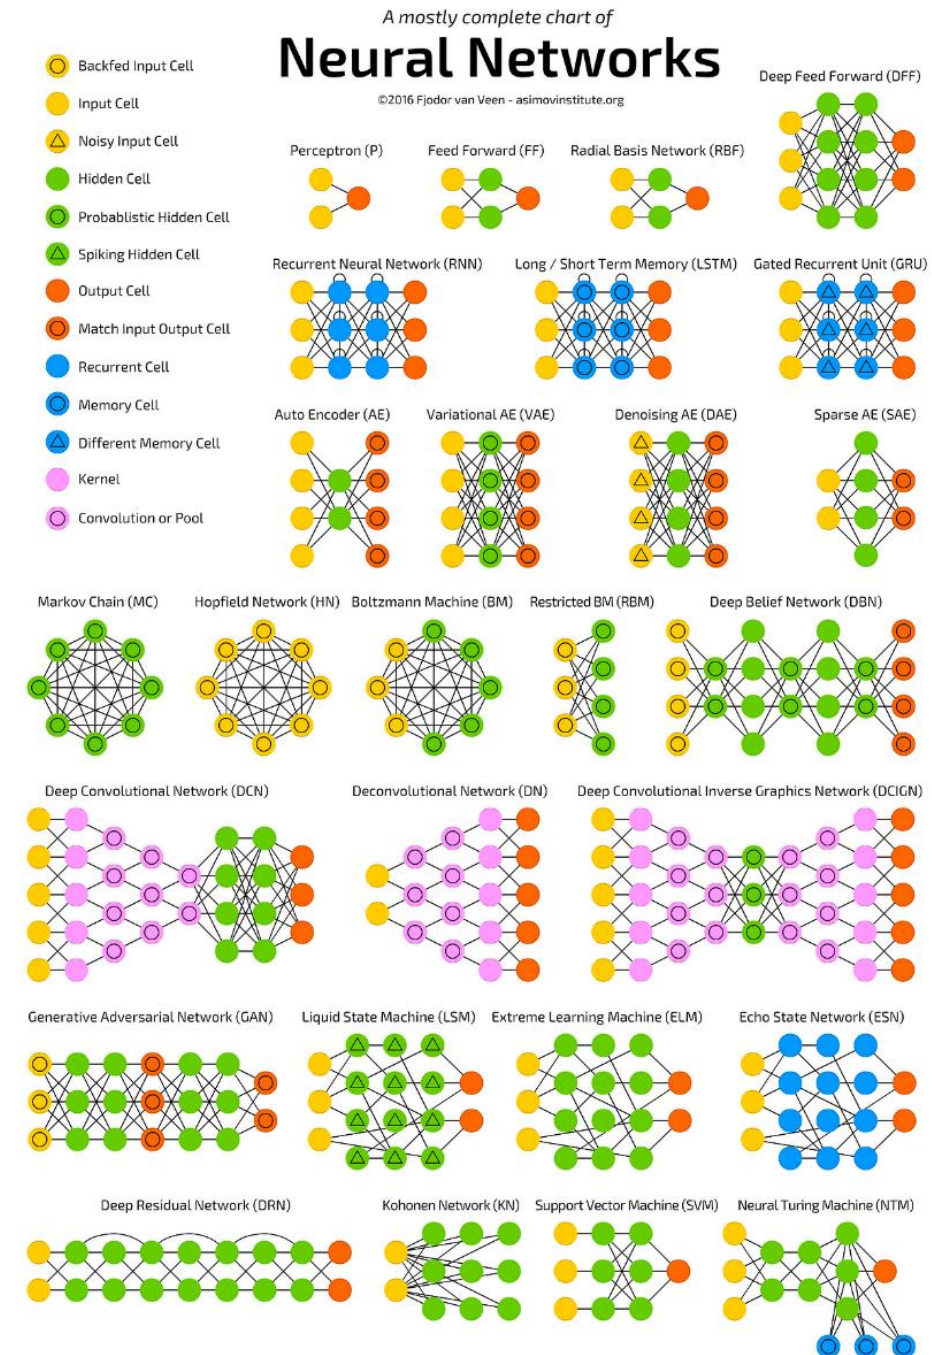 A mostly complete chart of
Neural Networks
©2016 Fjodor van Veen - asimovinstitute.org
Backfed Input Cell
Input Cell
Noisy Input Cell
Hidden Cell
Probablistic Hidden Cell
Spiking Hidden Cell
Output Cell
Match Input Output Cell
Recurrent Cell
Memory Cell
Different Memory Cell
Kernel
Convolution or Pool
Deep Feed Forward (DFF)
Perceptron (P)
Feed Forward (FF)
Radial Basis Network (RBF)
Recurrent Neural Network (RNN)
Long / Short Term Memory (LSTM)
Gated Recurrent Unit (GRU)
Auto Encoder (AE)
Variational AE (VAE)
Denoising AE (DAE)
Sparse AE (SAE)
Markov Chain (MC)
Hopfield Network (HN)
Boltzmann Machine (BM)
Restricted BM (RBM)
Deep Belief Network (DBN)
Deep Convolutional Network (DCN)
Deconvolutional Network (DN)
Deep Convolutional Inverse Graphics Network (DCIGN)
Generative Adversarial Network (GAN)
Liquid State Machine (LSM)
Extreme Learning Machine (ELM)
Echo State Network (ESN)
Deep Residual Network (DRN)
Kohonen Network (KN)
Support Vector Machine (SVM)
Neural Turing Machine (NTM)